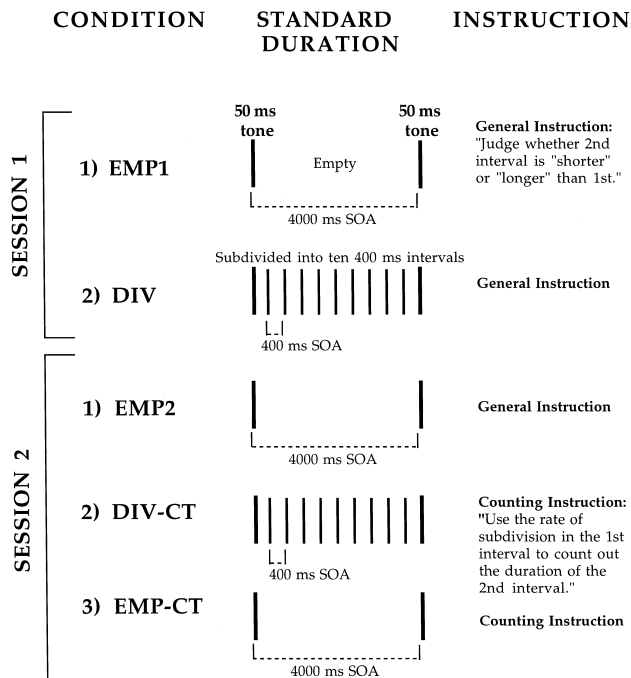 CONDITION STANDARD DURATION INSTRUCTION
SESSION 1
50 ms tone
50 ms tone
1) EMP1
Empty
4000 ms SOA
General Instruction:
"Judge whether 2nd
interval is "shorter"
or "longer" than 1st."
Subdivided into ten 400 ms intervals
2) DIV
400 ms SOA
General Instruction
SESSION 2
1) EMP2
4000 ms SOA
General Instruction
2) DIV-CT
400 ms SOA
Counting Instruction:
"Use the rate of
subdivision in the 1st
interval to count out
the duration of the
2nd interval."
3) EMP-CT
4000 ms SOA
Counting Instruction